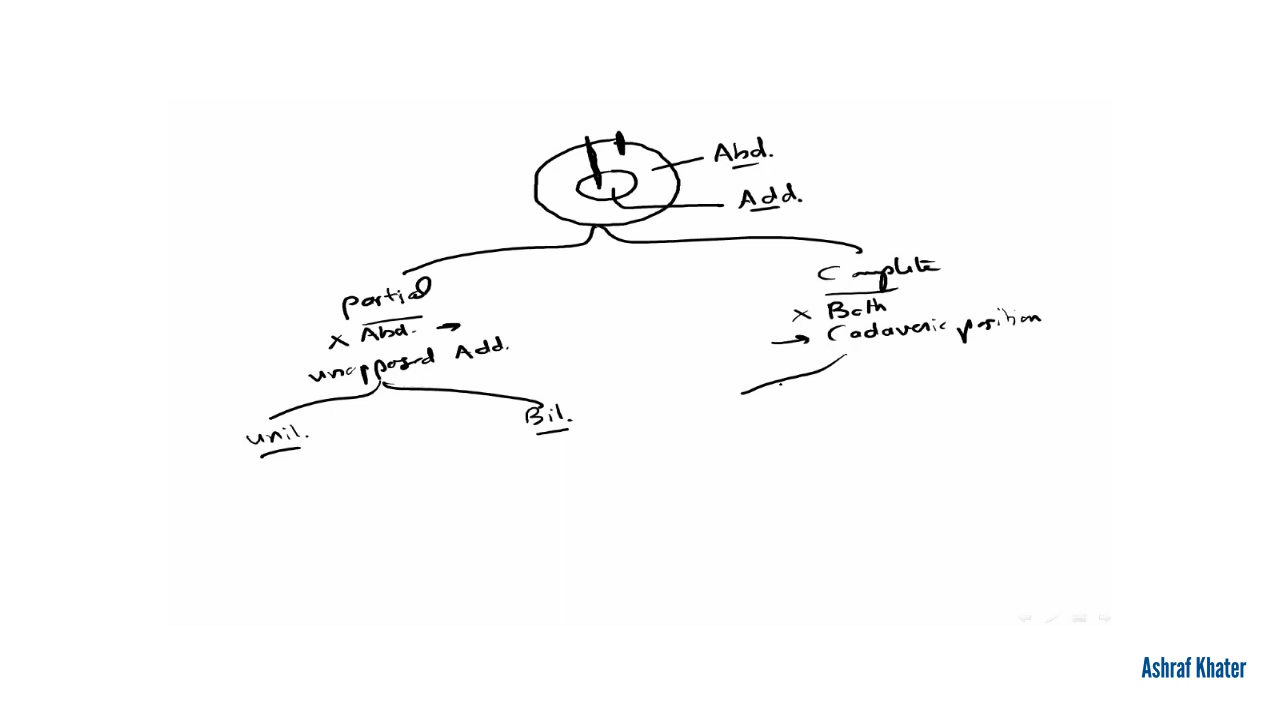 Abd.
Add.
partial
x Abd. →
unopposed Add.
unil.
Bil.
Complete
x Both
→ Cadaveric position
Ashraf Khater